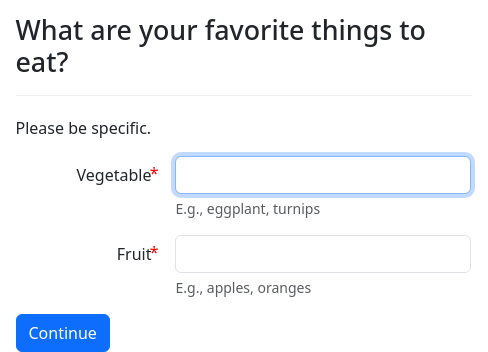 What are your favorite things to
eat?
Please be specific.
Vegetable*
E.g., eggplant, turnips
Fruit*
E.g., apples, oranges
Continue